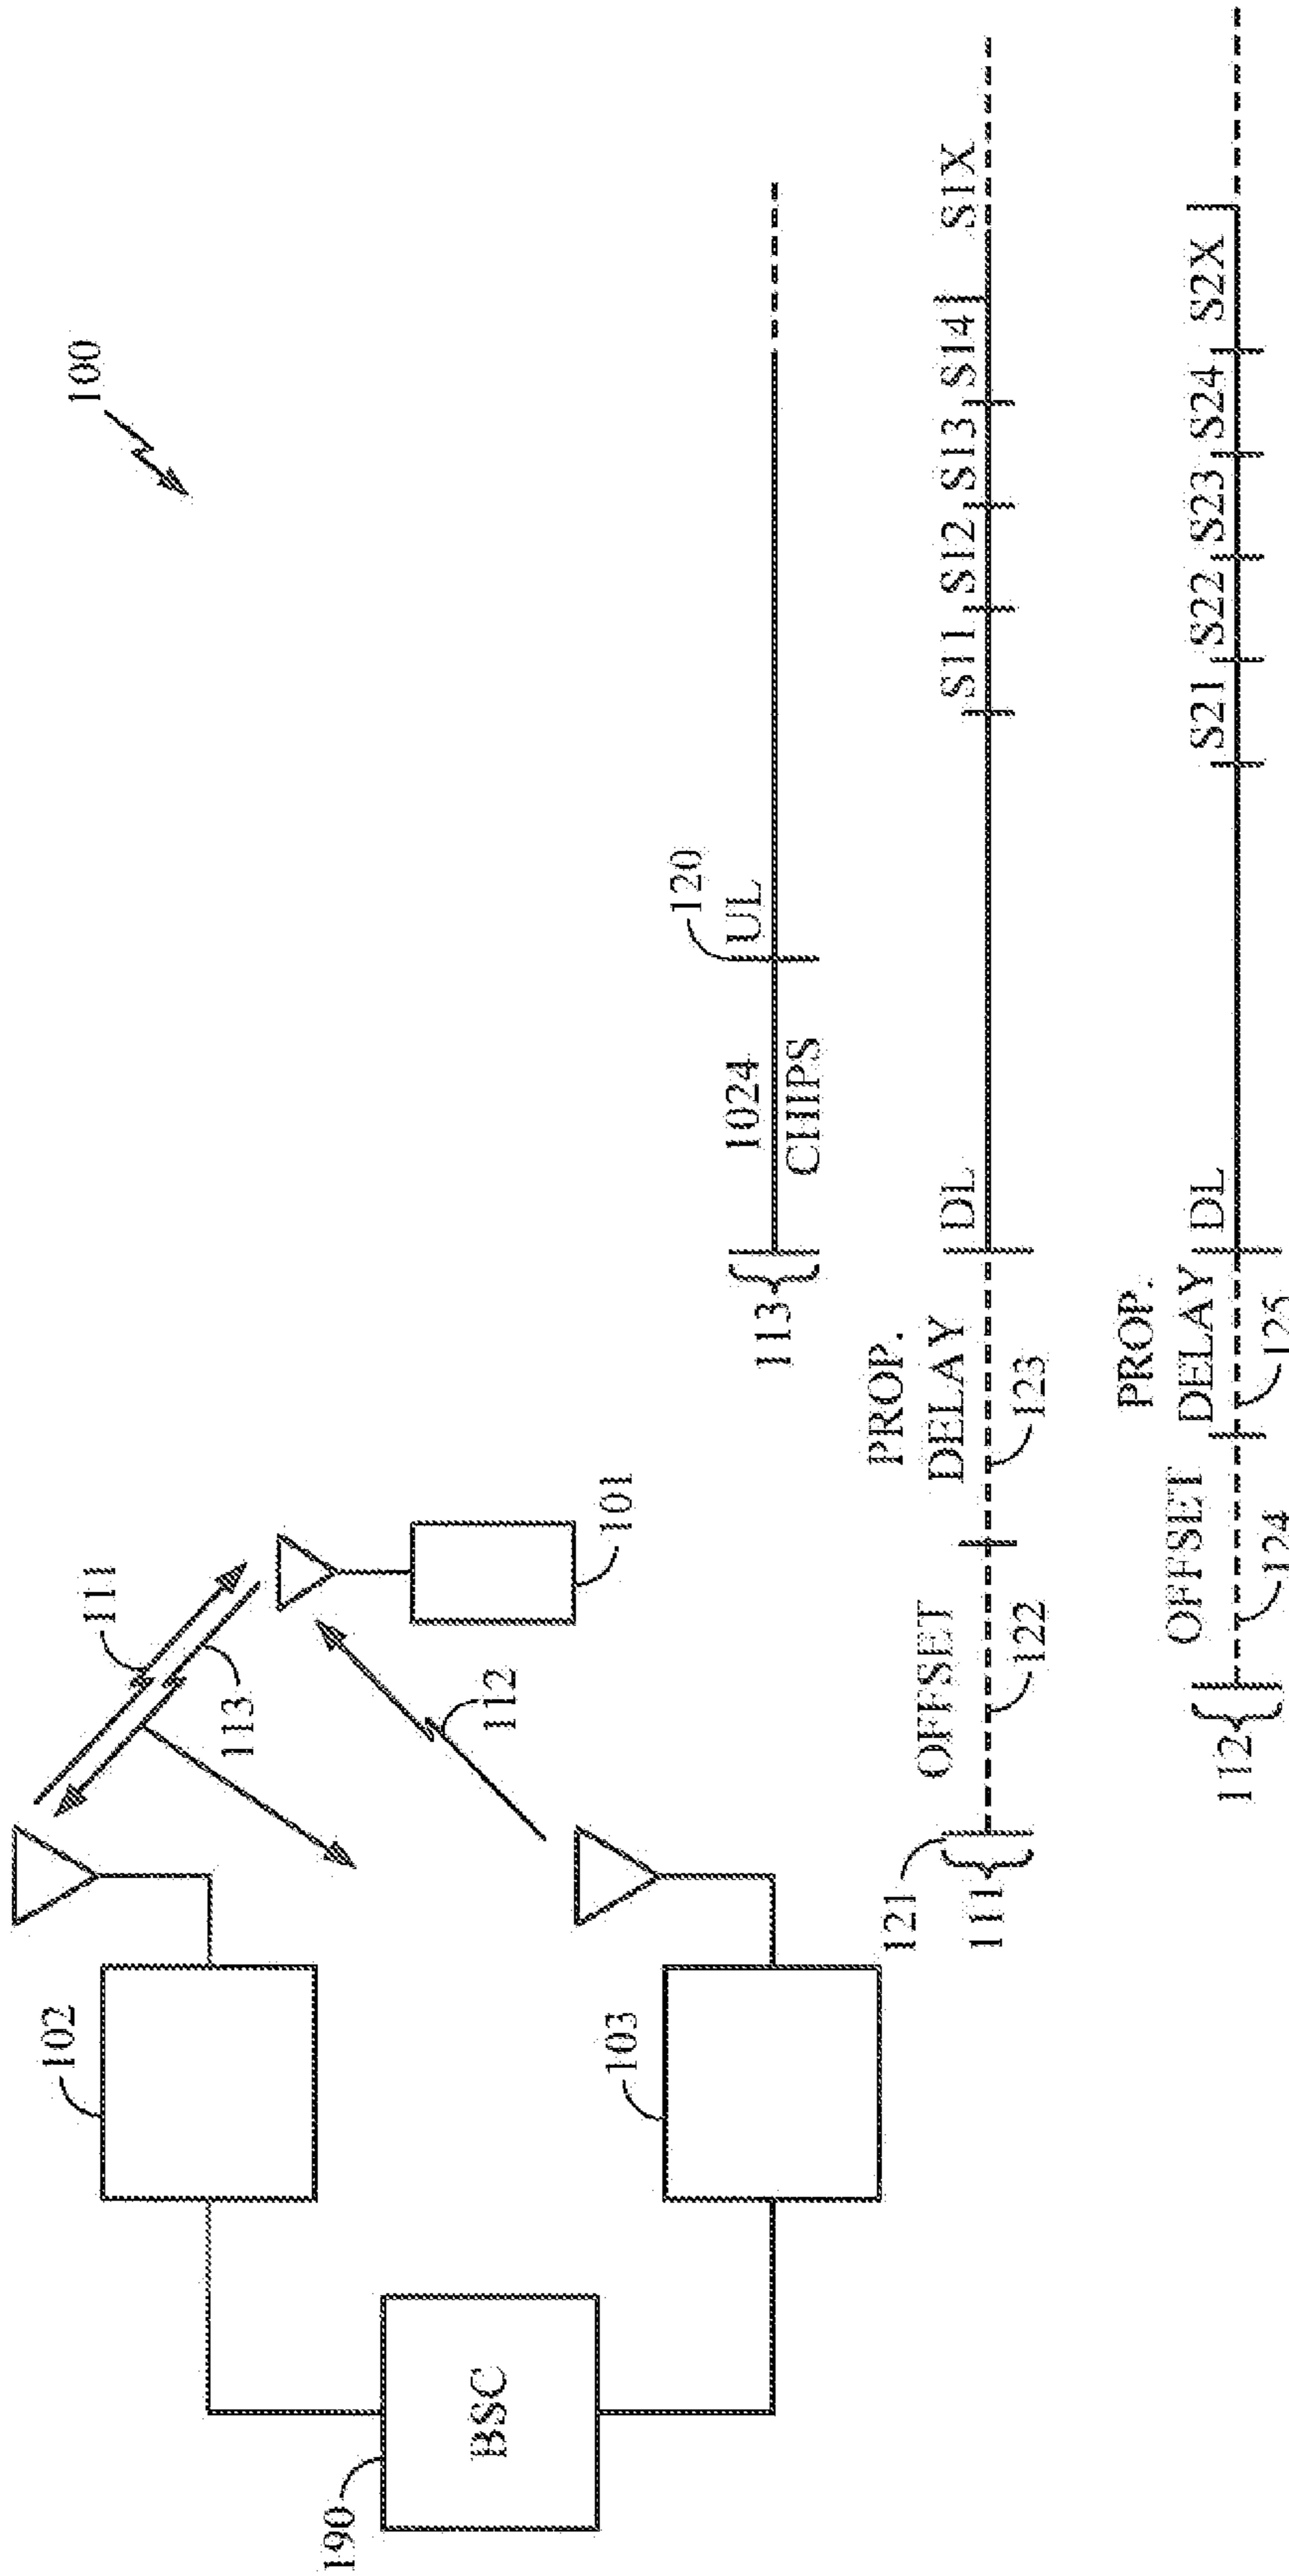 100
102
111
113
101
190
BSC
112
103
120
113
1024
UL
CHIPS
121
111
OFFSET
122
PROP.
DELAY
123
DL
S11
S12
S13
S14
S1X
112
OFFSET
124
PROP.
DELAY
125
DL
S21
S22
S23
S24
S2X